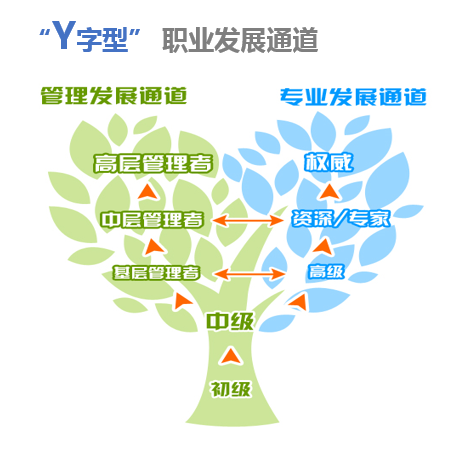 “Y字型” 职业发展通道
管理发展通道 专业发展通道
高层管理者 权威
中层管理者 资深/专家
基层管理者 高级
中级
初级